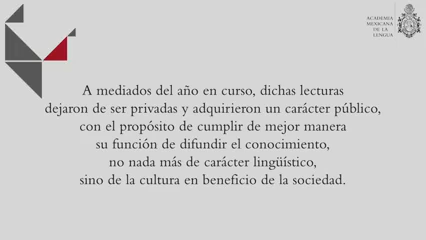 ACADEMIA
MEXICANA
DE LA
LENGUA
A mediados del año en curso, dichas lecturas
dejaron de ser privadas y adquirieron un carácter público,
con el propósito de cumplir de mejor manera
su función de difundir el conocimiento,
no nada más de carácter lingüístico,
sino de la cultura en beneficio de la sociedad.